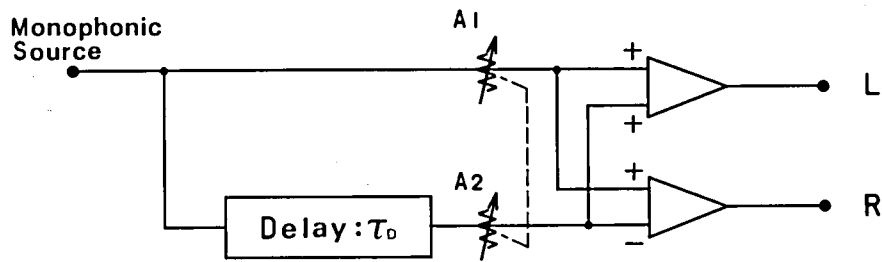 Monophonic
Source
A1
+
+
L
A2
+
−
R
Delay:τD